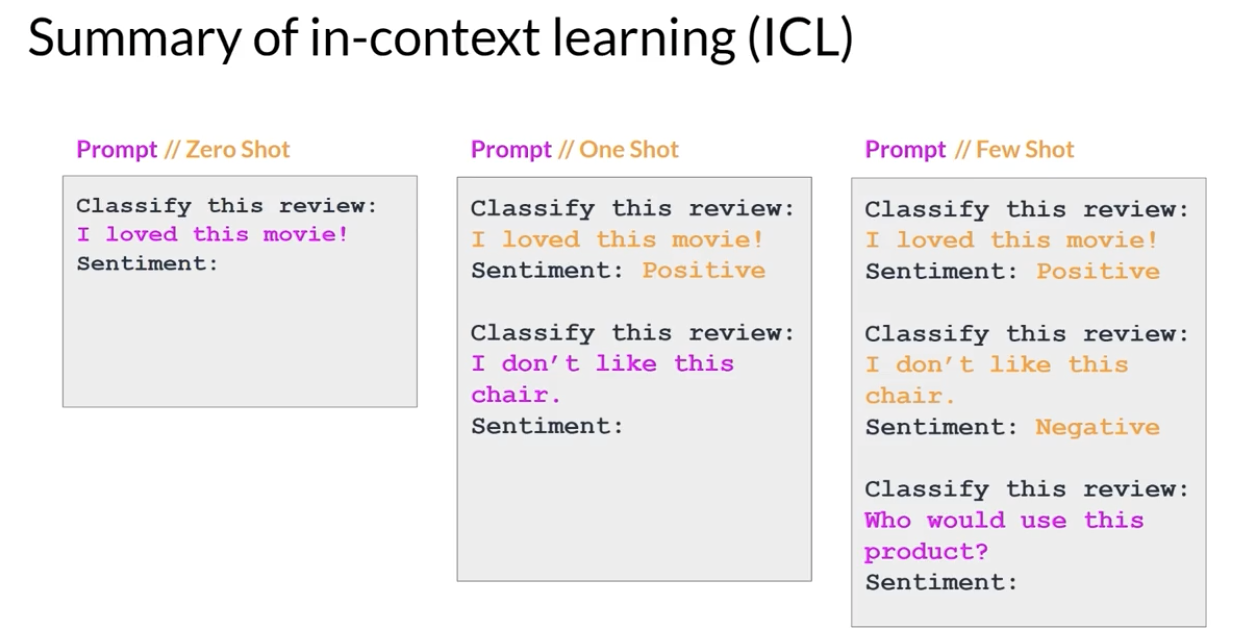 Summary of in-context learning (ICL)
Prompt // Zero Shot
Classify this review:
I loved this movie!
Sentiment:
Prompt // One Shot
Classify this review:
I loved this movie!
Sentiment: Positive
Classify this review:
I don't like this
chair.
Sentiment:
Prompt // Few Shot
Classify this review:
I loved this movie!
Sentiment: Positive
Classify this review:
I don't like this
chair.
Sentiment: Negative
Classify this review:
Who would use this
product?
Sentiment: